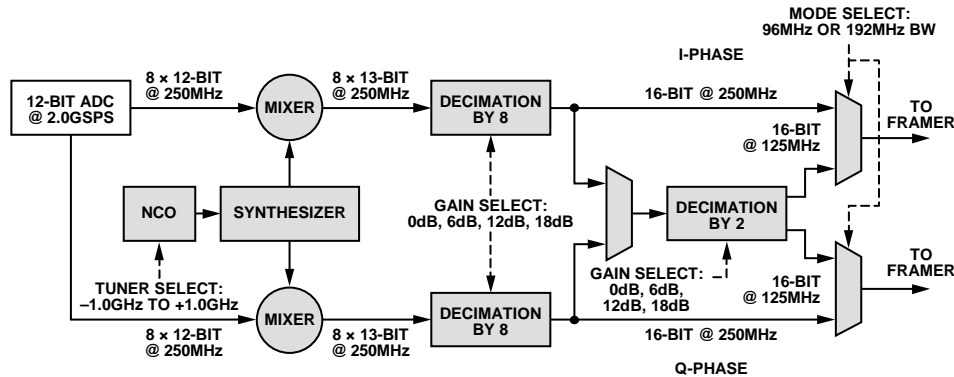 MODE SELECT:
96MHz OR 192MHz BW
I-PHASE
8 × 12-BIT
@ 250MHz
8 × 13-BIT
@ 250MHz
12-BIT ADC
@ 2.0GSPS
MIXER
DECIMATION
BY 8
16-BIT @ 250MHz
TO
FRAMER
16-BIT
@ 125MHz
NCO
SYNTHESIZER
GAIN SELECT:
0dB, 6dB, 12dB, 18dB
DECIMATION
BY 2
TUNER SELECT:
–1.0GHz TO +1.0GHz
GAIN SELECT:
0dB, 6dB,
12dB, 18dB
16-BIT
@ 125MHz
TO
FRAMER
MIXER
DECIMATION
BY 8
8 × 12-BIT
@ 250MHz
8 × 13-BIT
@ 250MHz
16-BIT @ 250MHz
Q-PHASE